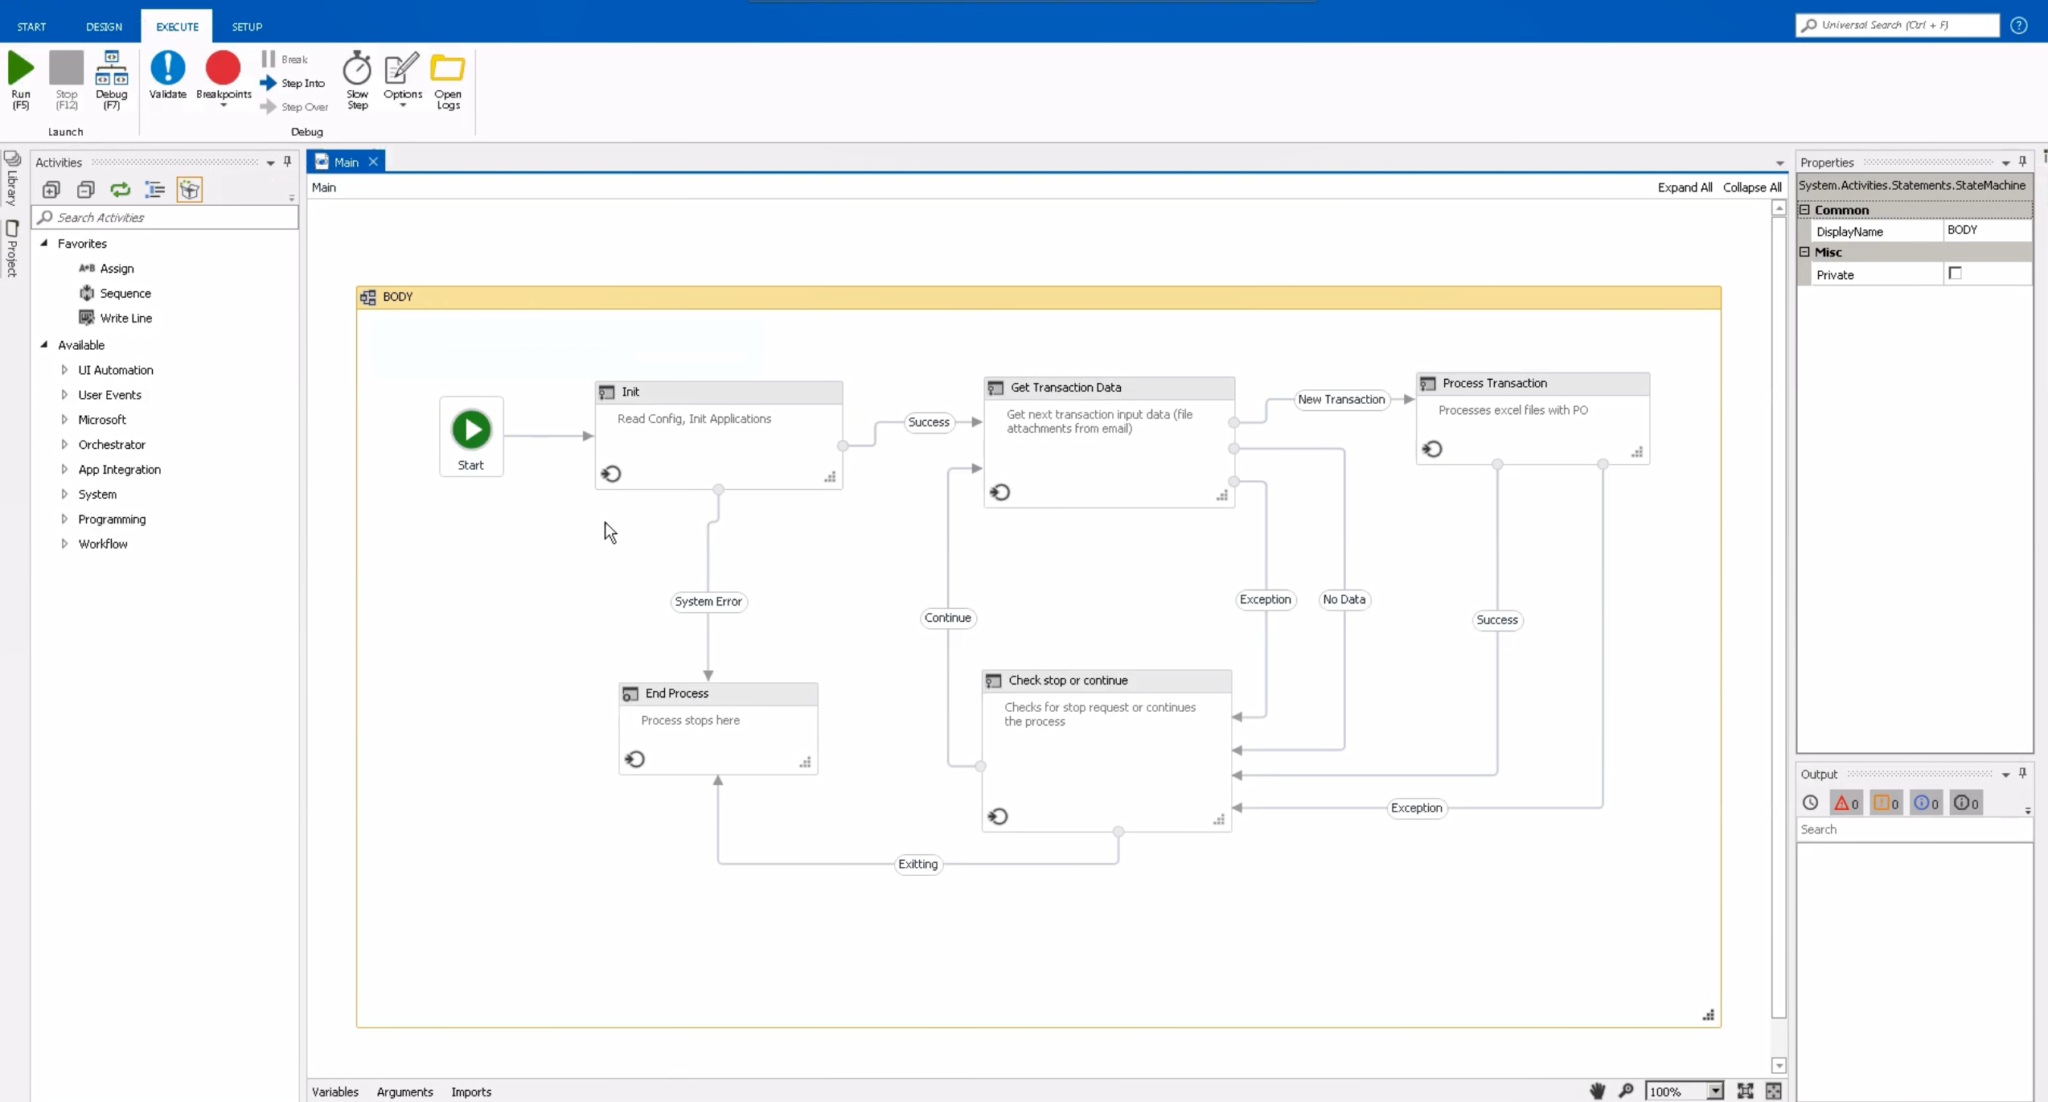 START DESIGN EXECUTE SETUP
Universal Search (Ctrl + F)
?
Run
(F5)
Stop
(F12)
Debug
(F7)
Launch
Validate
Breakpoints
Break
Step Into
Step Over
Slow
Step
Options
Open
Logs
Debug
Library
Project
Activities
Search Activities
Favorites
A+B Assign
Sequence
Write Line
Available
UI Automation
User Events
Microsoft
Orchestrator
App Integration
System
Programming
Workflow
Main
Main
Expand All Collapse All
BODY
Start
Init
Read Config, Init Applications
Success
Get Transaction Data
Get next transaction input data (file
attachments from email)
New Transaction
Process Transaction
Processes excel files with PO
System Error
Continue
Exception
No Data
Success
End Process
Process stops here
Check stop or continue
Checks for stop request or continues
the process
Exception
Exitting
Variables Arguments Imports
100%
Properties
System.Activities.Statements.StateMachine
Common
DisplayName BODY
Misc
Private
Output
0 0 0 0
Search